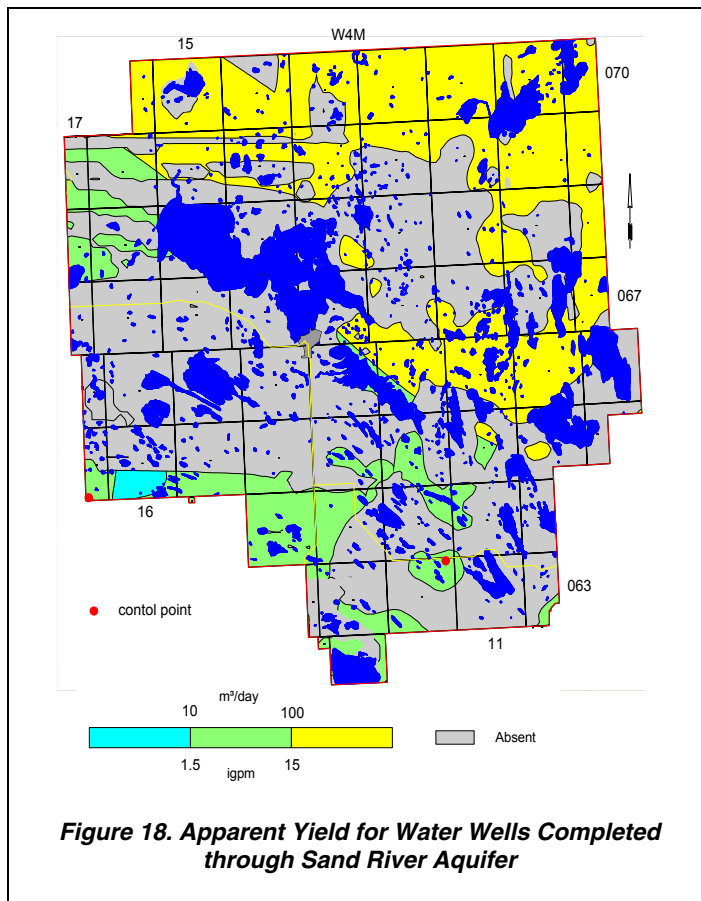 W4M
15
070
17
067
16
063
contol point
11
m³/day
10 100
Absent
1.5 15
igpm
Figure 18. Apparent Yield for Water Wells Completed
through Sand River Aquifer